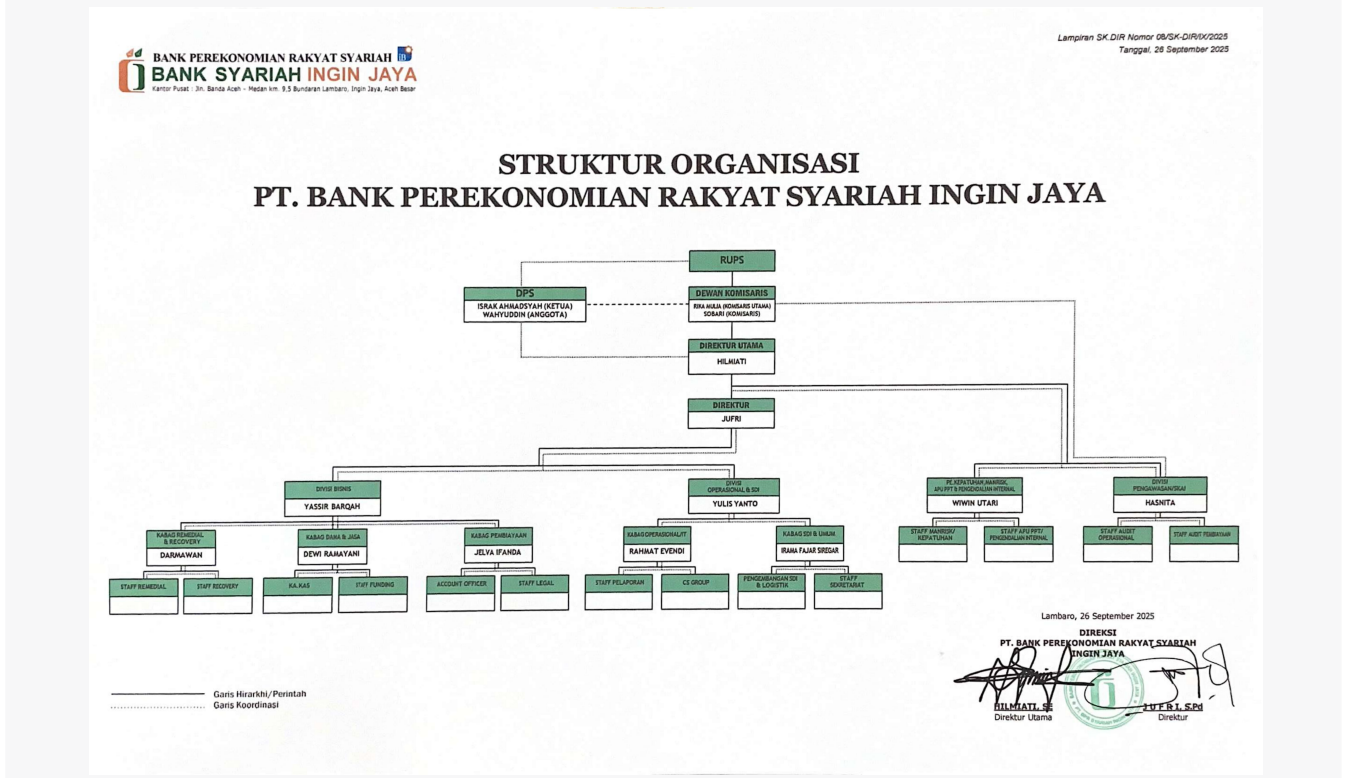 Lampiran SK.DIR Nomor 08/SK-DIR/IX/2025
Tanggal, 26 September 2025
BANK PEREKONOMIAN RAKYAT SYARIAH
BANK SYARIAH INGIN JAYA
Kantor Pusat : Jln. Banda Aceh - Medan km. 9,5 Bundaran Lambaro, Ingin Jaya, Aceh Besar
STRUKTUR ORGANISASI
PT. BANK PEREKONOMIAN RAKYAT SYARIAH INGIN JAYA
RUPS
DPS
ISRAK AHMADSYAH (KETUA)
WAHYUDDIN (ANGGOTA)
DEWAN KOMISARIS
RIKA MULIA (KOMISARIS UTAMA)
SOBARI (KOMISARIS)
DIREKTUR UTAMA
HILMIATI
DIREKTUR
JUFRI
DIVISI BISNIS
YASSIR BARQAH
DIVISI
OPERASIONAL & SDI
YULIS YANTO
PE.KEPATUHAN,MANRISK,
APU PPT & PENGENDALIAN INTERNAL
WIWIN UTARI
DIVISI
PENGAWASAN/SKAI
HASNITA
KABAG REMEDIAL
& RECOVERY
DARMAWAN
KABAG DANA & JASA
DEWI RAMAYANI
KABAG PEMBIAYAAN
JELVA IFANDA
KABAG OPERASIONAL/IT
RAHMAT EVENDI
KABAG SDI & UMUM
IRAMA FAJAR SIREGAR
STAFF MANRISK/
KEPATUHAN
STAFF APU PPT/
PENGENDALIAN INTERNAL
STAFF AUDIT
OPERASIONAL
STAFF AUDIT PEMBIAYAAN
STAFF REMEDIAL
STAFF RECOVERY
KA.KAS
STAFF FUNDING
ACCOUNT OFFICER
STAFF LEGAL
STAFF PELAPORAN
CS GROUP
PENGEMBANGAN SDI
& LOGISTIK
STAFF
SEKRETARIAT
Lambaro, 26 September 2025
DIREKSI
PT. BANK PEREKONOMIAN RAKYAT SYARIAH
INGIN JAYA
HILMIATI, SE
Direktur Utama
J U F R I, S.Pd
Direktur
Garis Hirarkhi/Perintah
Garis Koordinasi